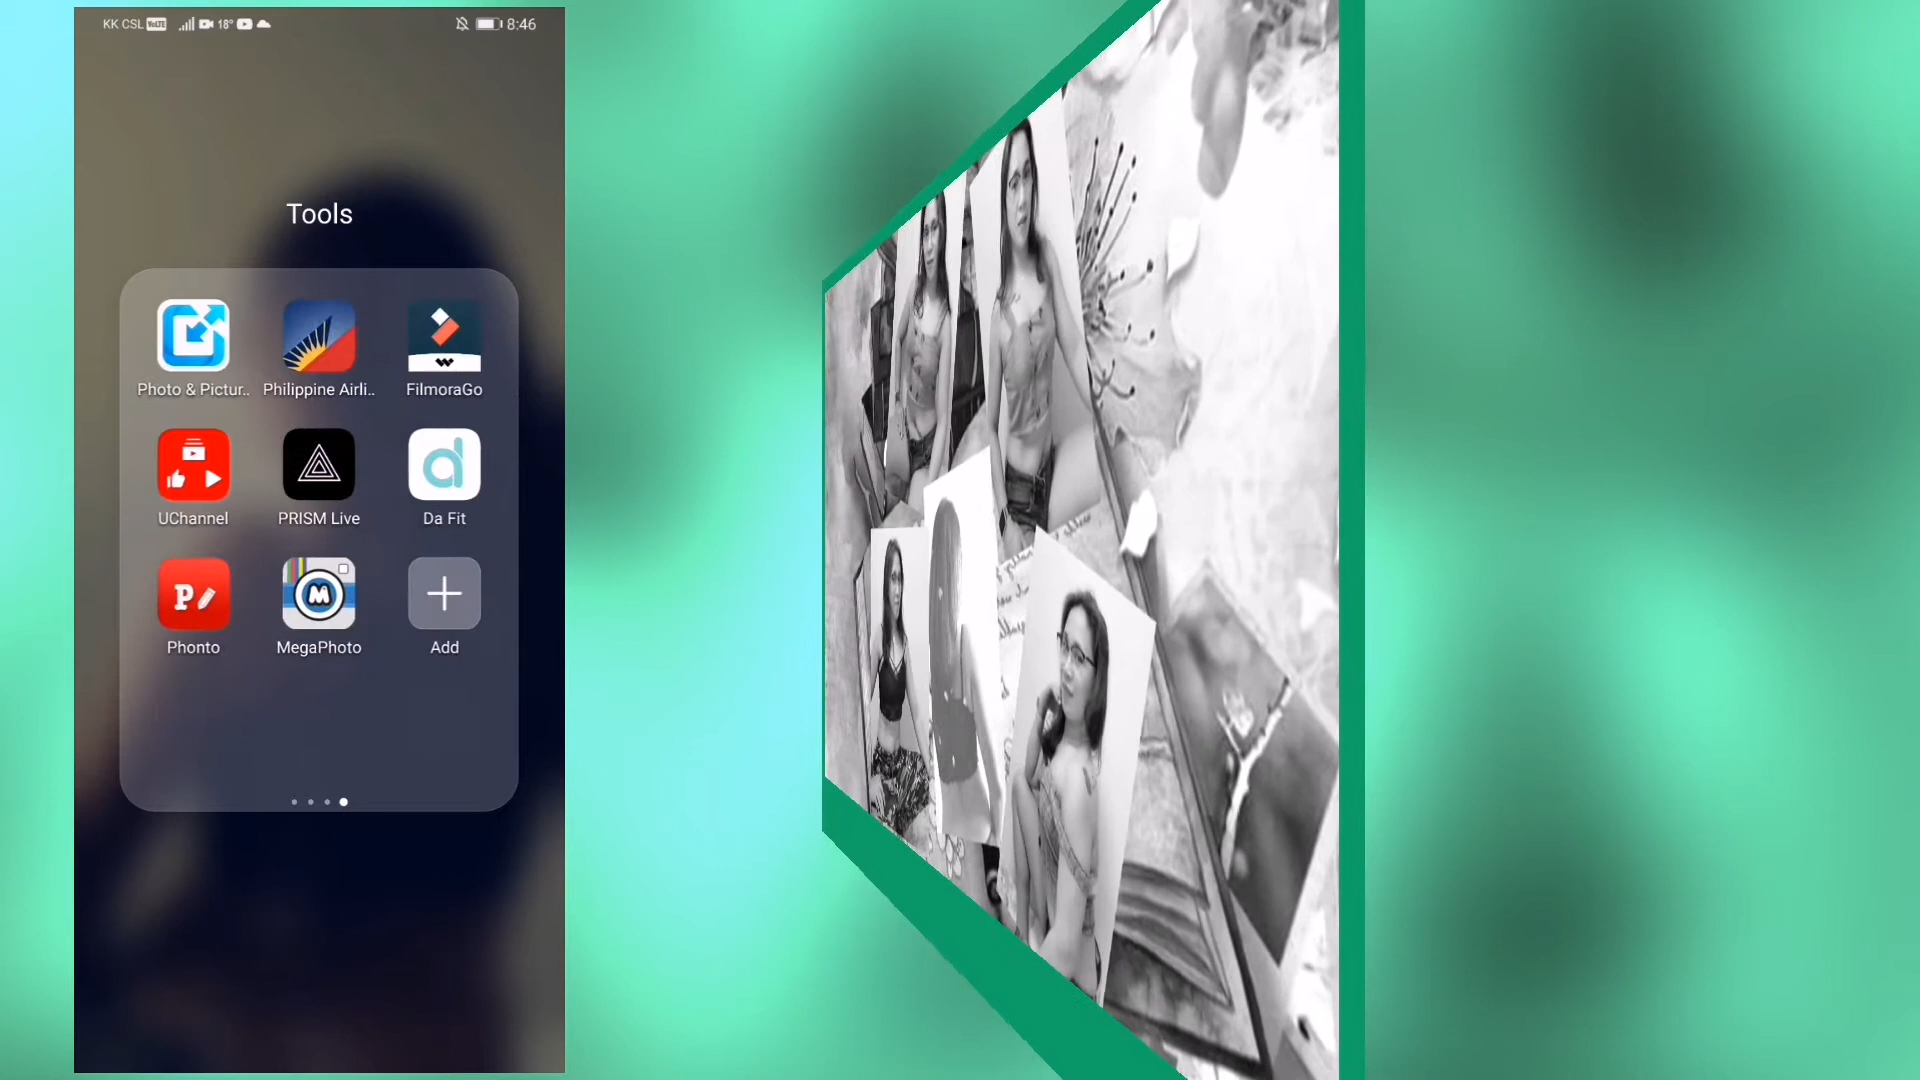 KK CSL VoLTE 18° 8:46
Tools
Photo & Pictur.. Philippine Airli.. FilmoraGo
UChannel PRISM Live Da Fit
P M
Phonto MegaPhoto Add